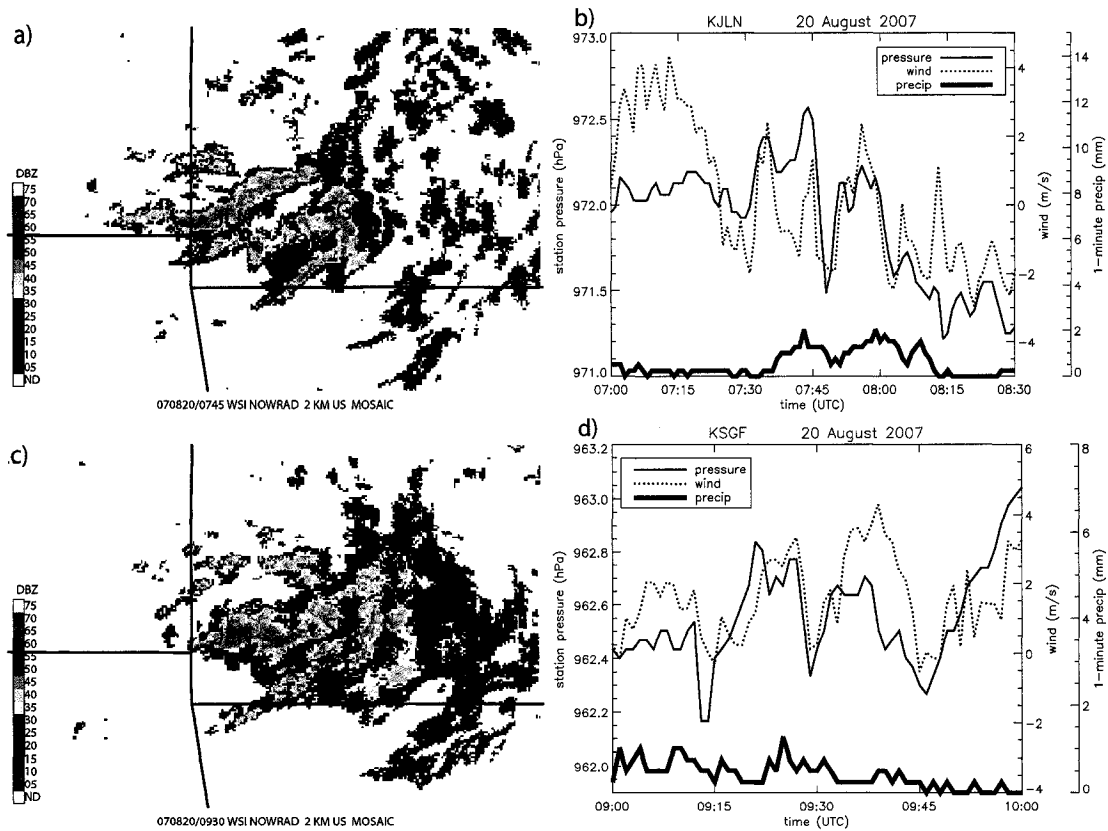 a)
DBZ
75
70
65
60
55
50
45
40
35
30
25
20
15
10
05
ND
070820/0745 WSI NOWRAD 2 KM US MOSAIC
b)
KJLN 20 August 2007
pressure
wind
precip
973.0
972.5
972.0
971.5
971.0
station pressure (hPa)
4
2
0
-2
-4
wind (m/s)
14
12
10
8
6
4
2
0
1-minute precip (mm)
07:00 07:15 07:30 07:45 08:00 08:15 08:30
time (UTC)
c)
DBZ
75
70
65
60
55
50
45
40
35
30
25
20
15
10
05
ND
070820/0930 WSI NOWRAD 2 KM US MOSAIC
d)
KSGF 20 August 2007
pressure
wind
precip
963.2
963.0
962.8
962.6
962.4
962.2
962.0
station pressure (hPa)
6
4
2
0
-2
-4
wind (m/s)
8
6
4
2
0
1-minute precip (mm)
09:00 09:15 09:30 09:45 10:00
time (UTC)